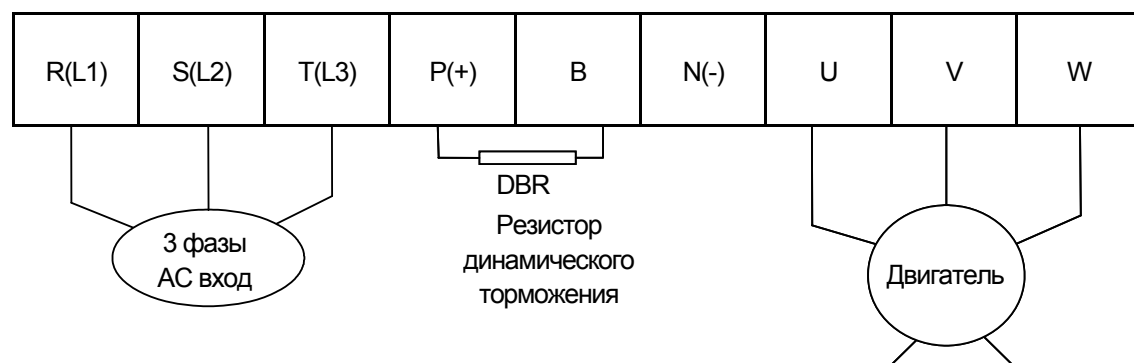 R(L1) S(L2) T(L3) P(+) B N(-) U V W
DBR
Резистор
динамического
торможения
3 фазы
AC вход
Двигатель